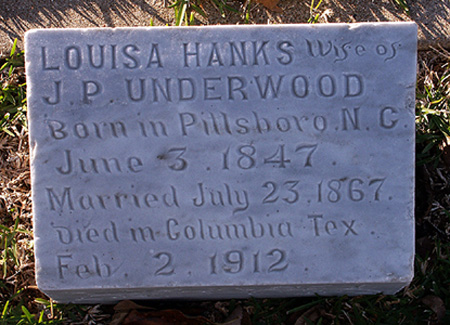 LOUISA HANKS Wife of
J.P. UNDERWOOD
Born in Pillsboro, N.C.
June 3. 1847.
Married July 23. 1867.
Died in Columbia Tex.
Feb. 2. 1912.